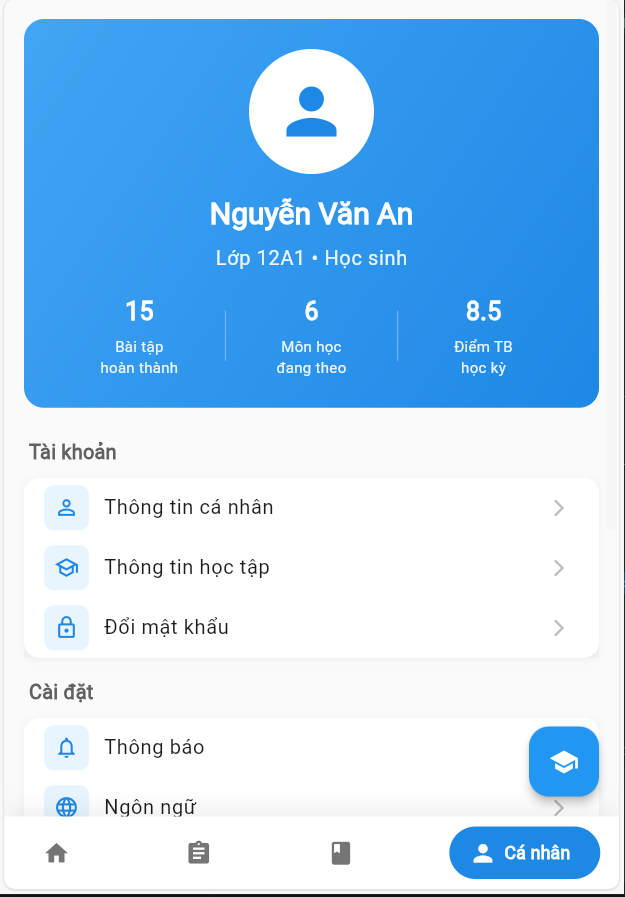 Nguyễn Văn An
Lớp 12A1 • Học sinh
15
Bài tập
hoàn thành
6
Môn học
đang theo
8.5
Điểm TB
học kỳ
Tài khoản
Thông tin cá nhân
Thông tin học tập
Đổi mật khẩu
Cài đặt
Thông báo
Ngôn ngữ
Cá nhân